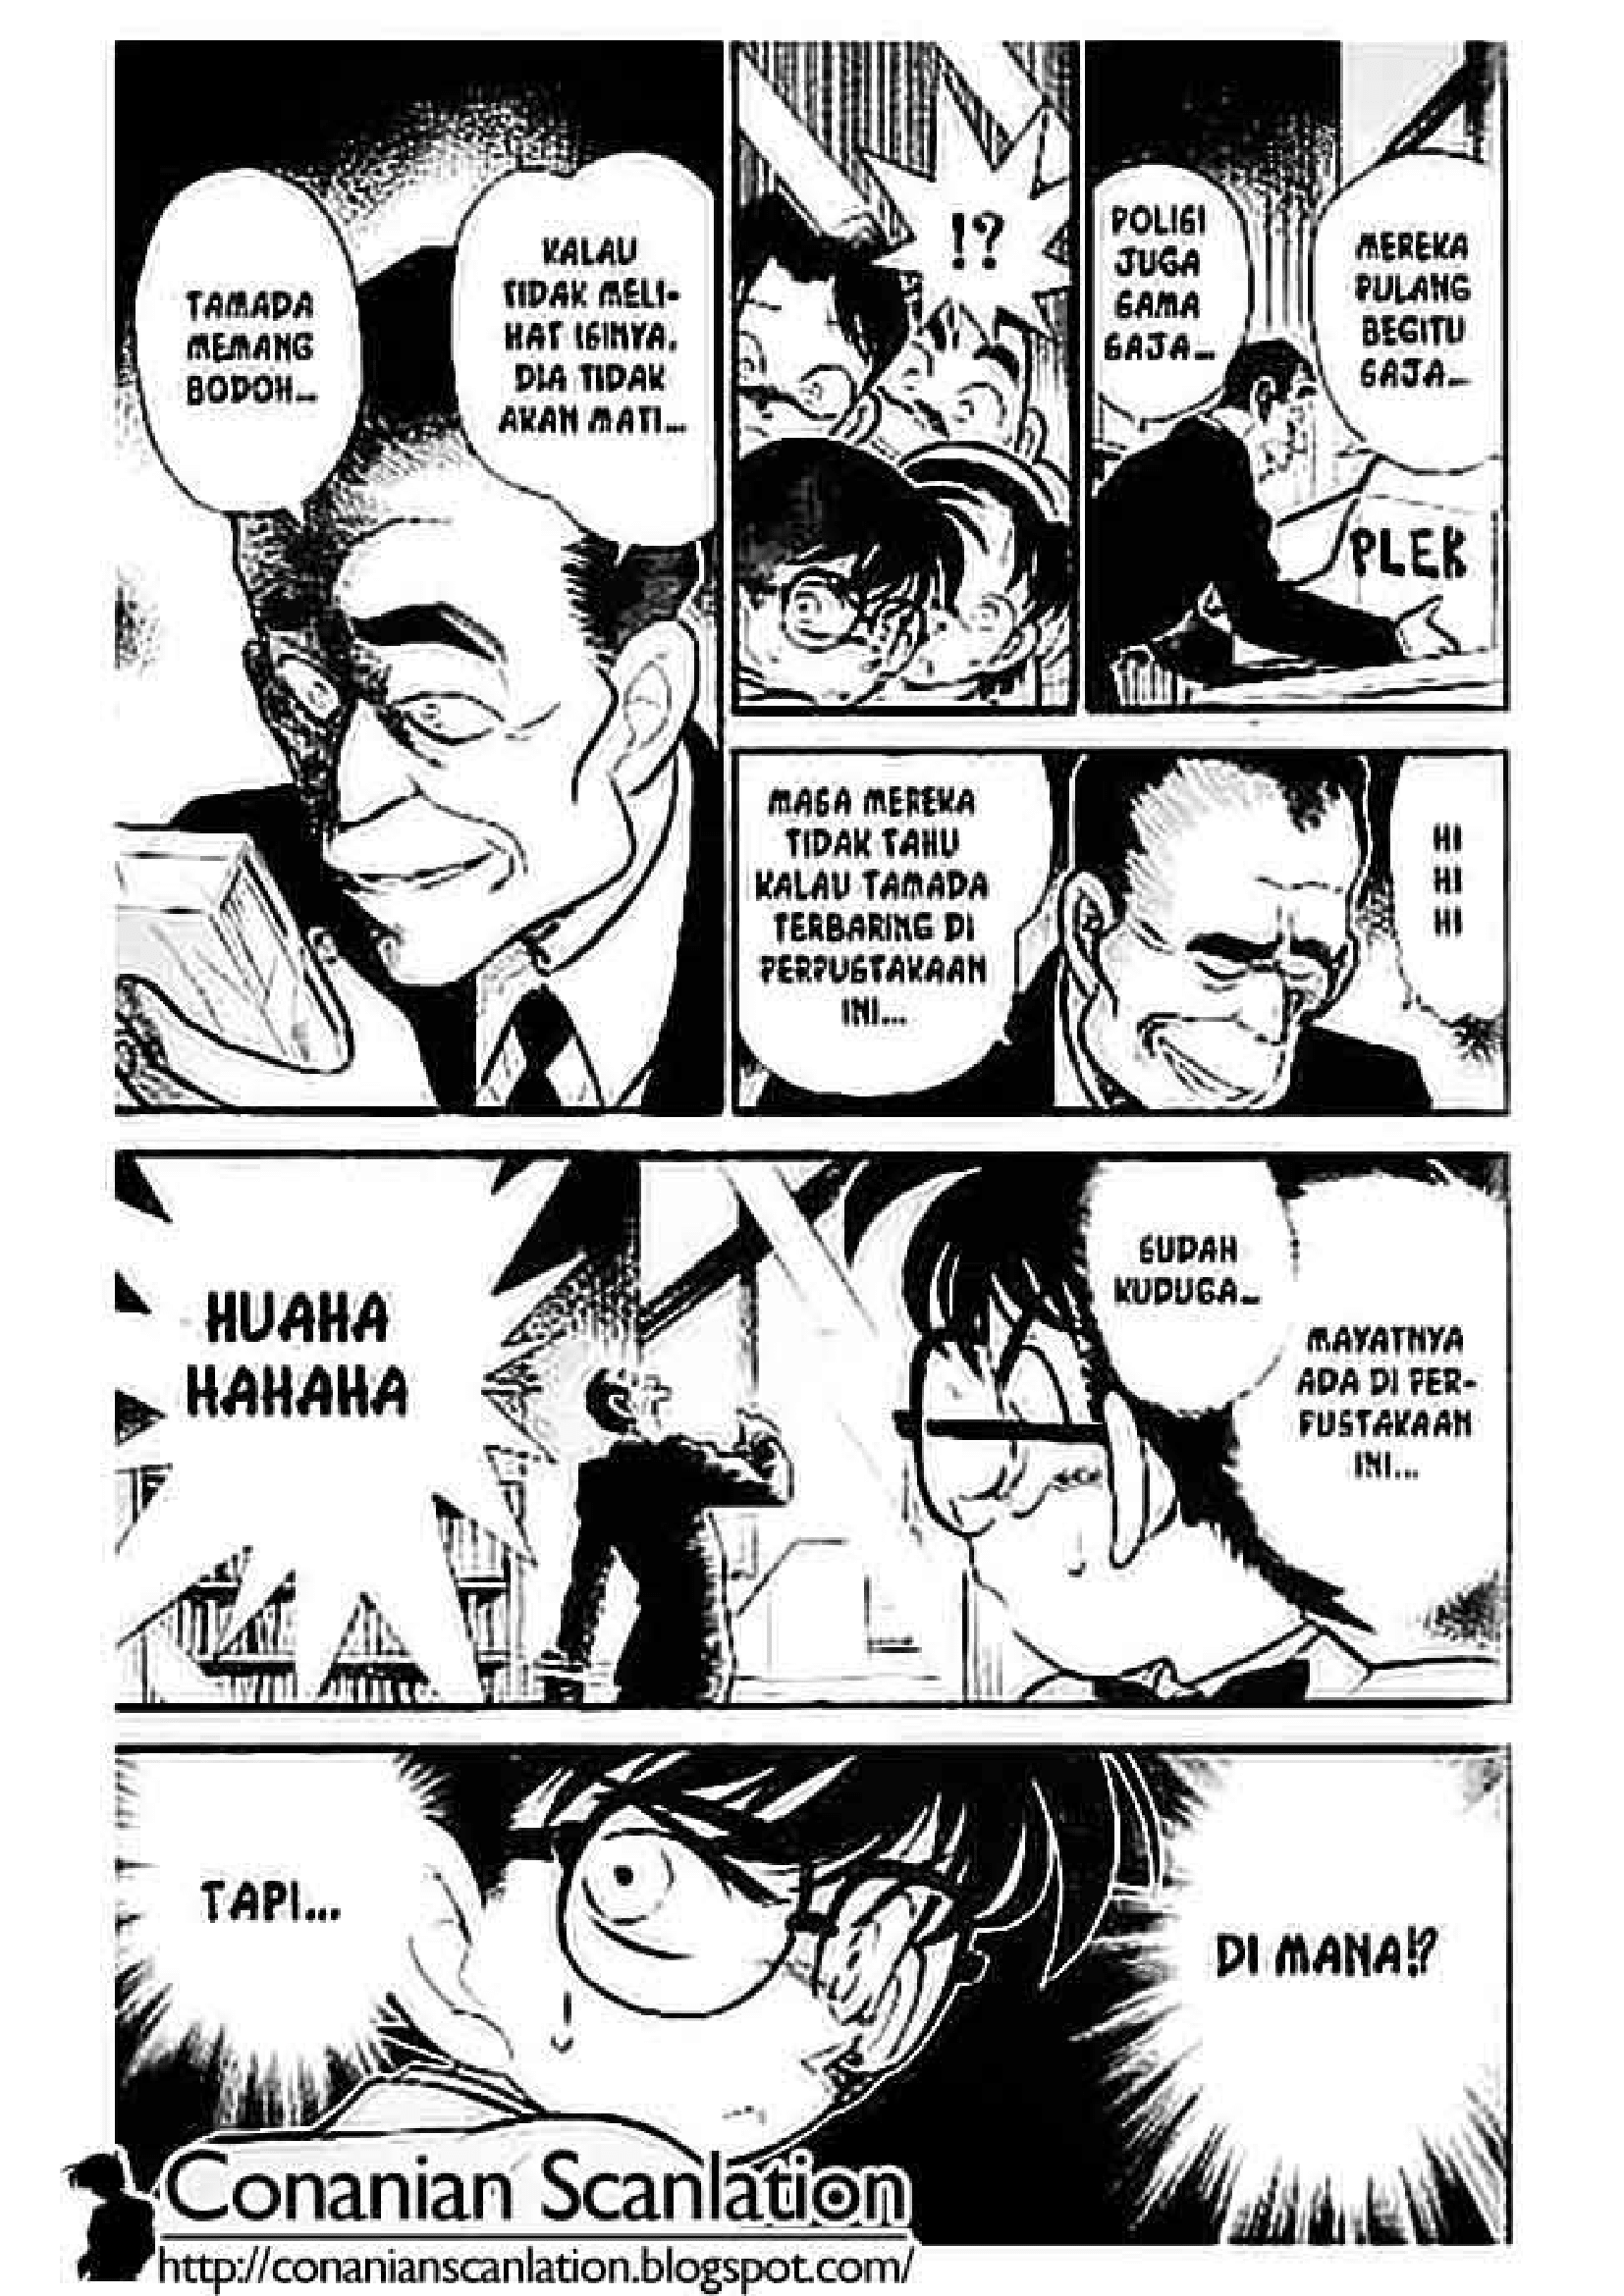 MEREKA
PULANG
BEGITU
SAJA...
POLISI
JUGA
SAMA
SAJA...
PLEK
!?
KALAU
TIDAK MELI-
HAT ISINYA,
DIA TIDAK
AKAN MATI...
TAMADA
MEMANG
BODOH...
HI
HI
HI
MASA MEREKA
TIDAK TAHU
KALAU TAMADA
TERBARING DI
PERPUSTAKAAN
INI...
SUDAH
KUDUGA...
MAYATNYA
ADA DI PER-
PUSTAKAAN
INI...
HUAHA
HAHAHA
TAPI...
DI MANA!?
Conanian Scanlation
http://conanianscanlation.blogspot.com/